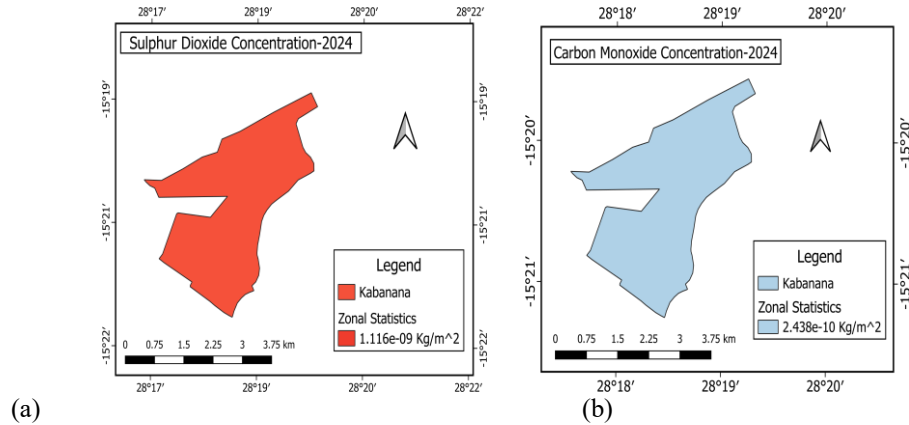 28°17’ 28°19’ 28°20’ 28°22’
Sulphur Dioxide Concentration-2024
-15°19’ -15°19’
-15°21’ -15°21’
-15°22’ -15°22’
Legend
Kabanana
Zonal Statistics
1.116e-09 Kg/m^2
0 0.75 1.5 2.25 3 3.75 km
28°17’ 28°19’ 28°20’ 28°22’
(a)
28°18’ 28°19’ 28°20’
Carbon Monoxide Concentration-2024
-15°20’ -15°20’
-15°21’ -15°21’
Legend
Kabanana
Zonal Statistics
2.438e-10 Kg/m^2
0 0.75 1.5 2.25 3 3.75 km
28°18’ 28°19’ 28°20’
(b)